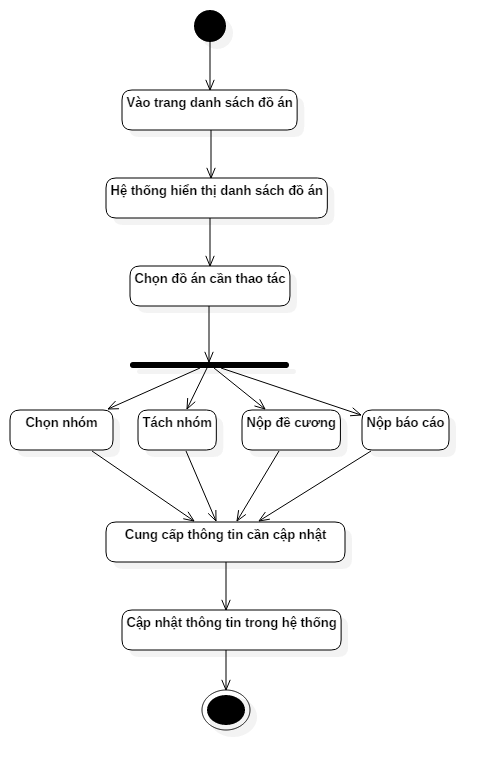 Vào trang danh sách đồ án
Hệ thống hiển thị danh sách đồ án
Chọn đồ án cần thao tác
Chọn nhóm
Tách nhóm
Nộp đề cương
Nộp báo cáo
Cung cấp thông tin cần cập nhật
Cập nhật thông tin trong hệ thống